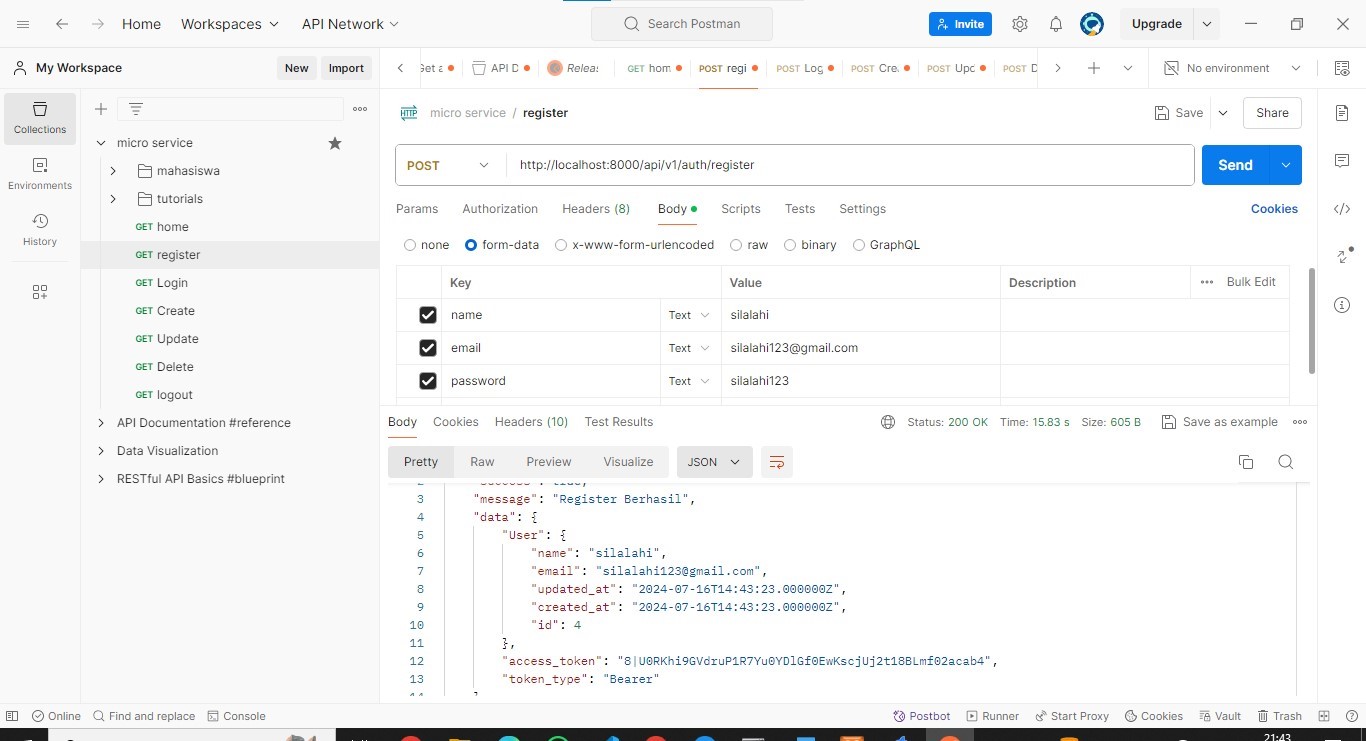 Home Workspaces API Network Search Postman Invite Upgrade
My Workspace New Import
Get a API D Releas GET hom POST regi POST Log POST Cre POST Upc POST D No environment
Collections
Environments
History
micro service
mahasiswa
tutorials
GET home
GET register
GET Login
GET Create
GET Update
GET Delete
GET logout
API Documentation #reference
Data Visualization
RESTful API Basics #blueprint
HTTP micro service / register Save Share
POST http://localhost:8000/api/v1/auth/register Send
Params Authorization Headers (8) Body Scripts Tests Settings Cookies
none form-data x-www-form-urlencoded raw binary GraphQL
Key Value Description Bulk Edit
name Text silalahi
email Text silalahi123@gmail.com
password Text silalahi123
Body Cookies Headers (10) Test Results Status: 200 OK Time: 15.83 s Size: 605 B Save as example
Pretty Raw Preview Visualize JSON
2 "success": true,
3 "message": "Register Berhasil",
4 "data": {
5 "User": {
6 "name": "silalahi",
7 "email": "silalahi123@gmail.com",
8 "updated_at": "2024-07-16T14:43:23.000000Z",
9 "created_at": "2024-07-16T14:43:23.000000Z",
10 "id": 4
11 },
12 "access_token": "8|U0RKhi9GVdruP1R7Yu0YDlGf0EwKscjUj2t18BLmf02acab4",
13 "token_type": "Bearer"
14 }
Online Find and replace Console Postbot Runner Start Proxy Cookies Vault Trash
21:43